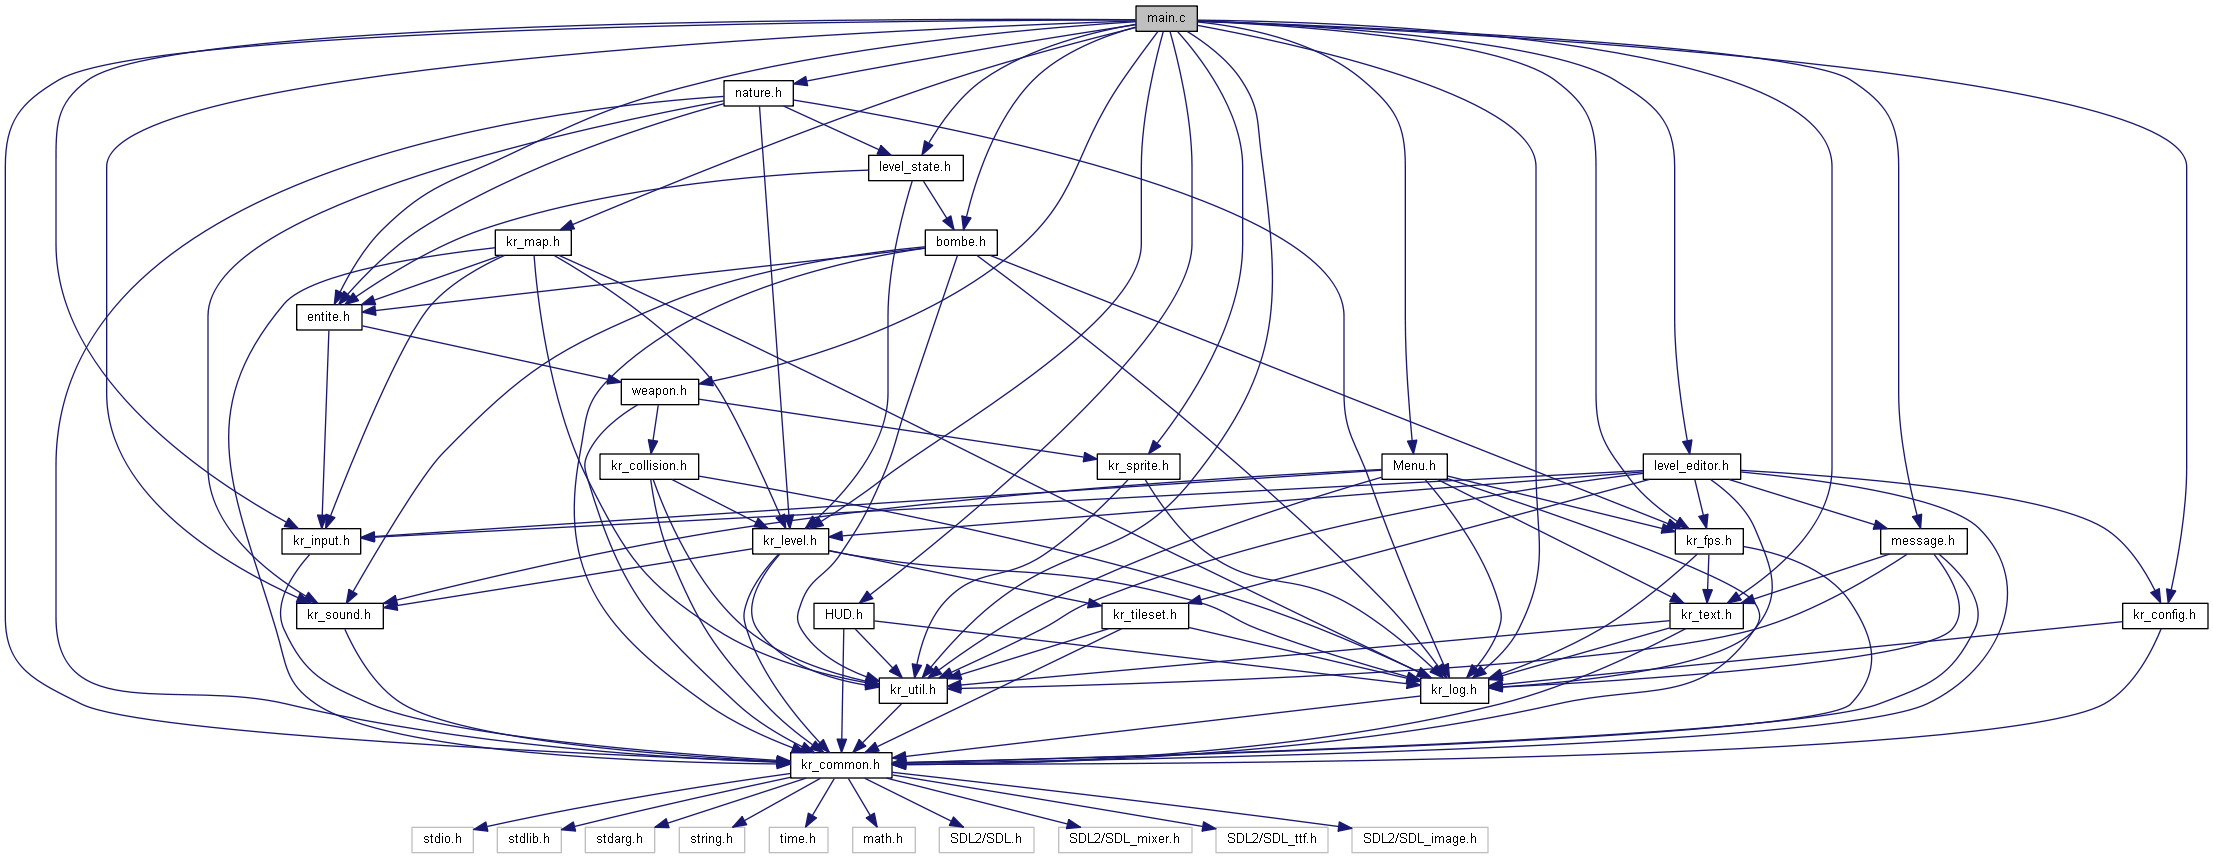 main.c
nature.h
level_state.h
kr_map.h
bombe.h
entite.h
weapon.h
kr_collision.h
kr_sprite.h
Menu.h
level_editor.h
kr_input.h
kr_level.h
kr_fps.h
message.h
kr_sound.h
HUD.h
kr_tileset.h
kr_text.h
kr_config.h
kr_util.h
kr_log.h
kr_common.h
stdio.h
stdlib.h
stdarg.h
string.h
time.h
math.h
SDL2/SDL.h
SDL2/SDL_mixer.h
SDL2/SDL_ttf.h
SDL2/SDL_image.h